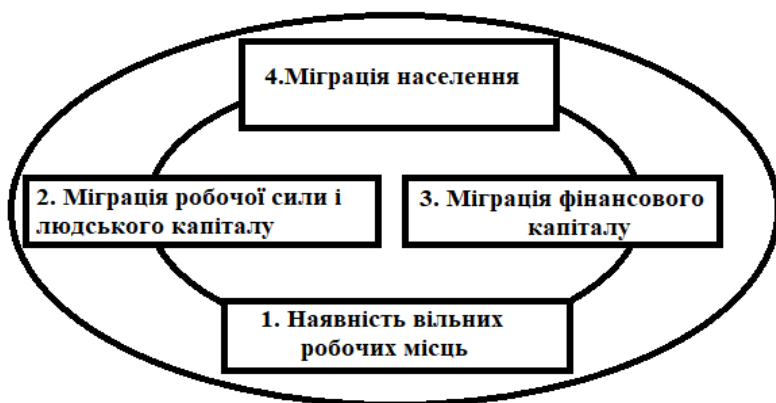 4.Міграція населення
2. Міграція робочої сили і
людського капіталу
3. Міграція фінансового
капіталу
1. Наявність вільних
робочих місць